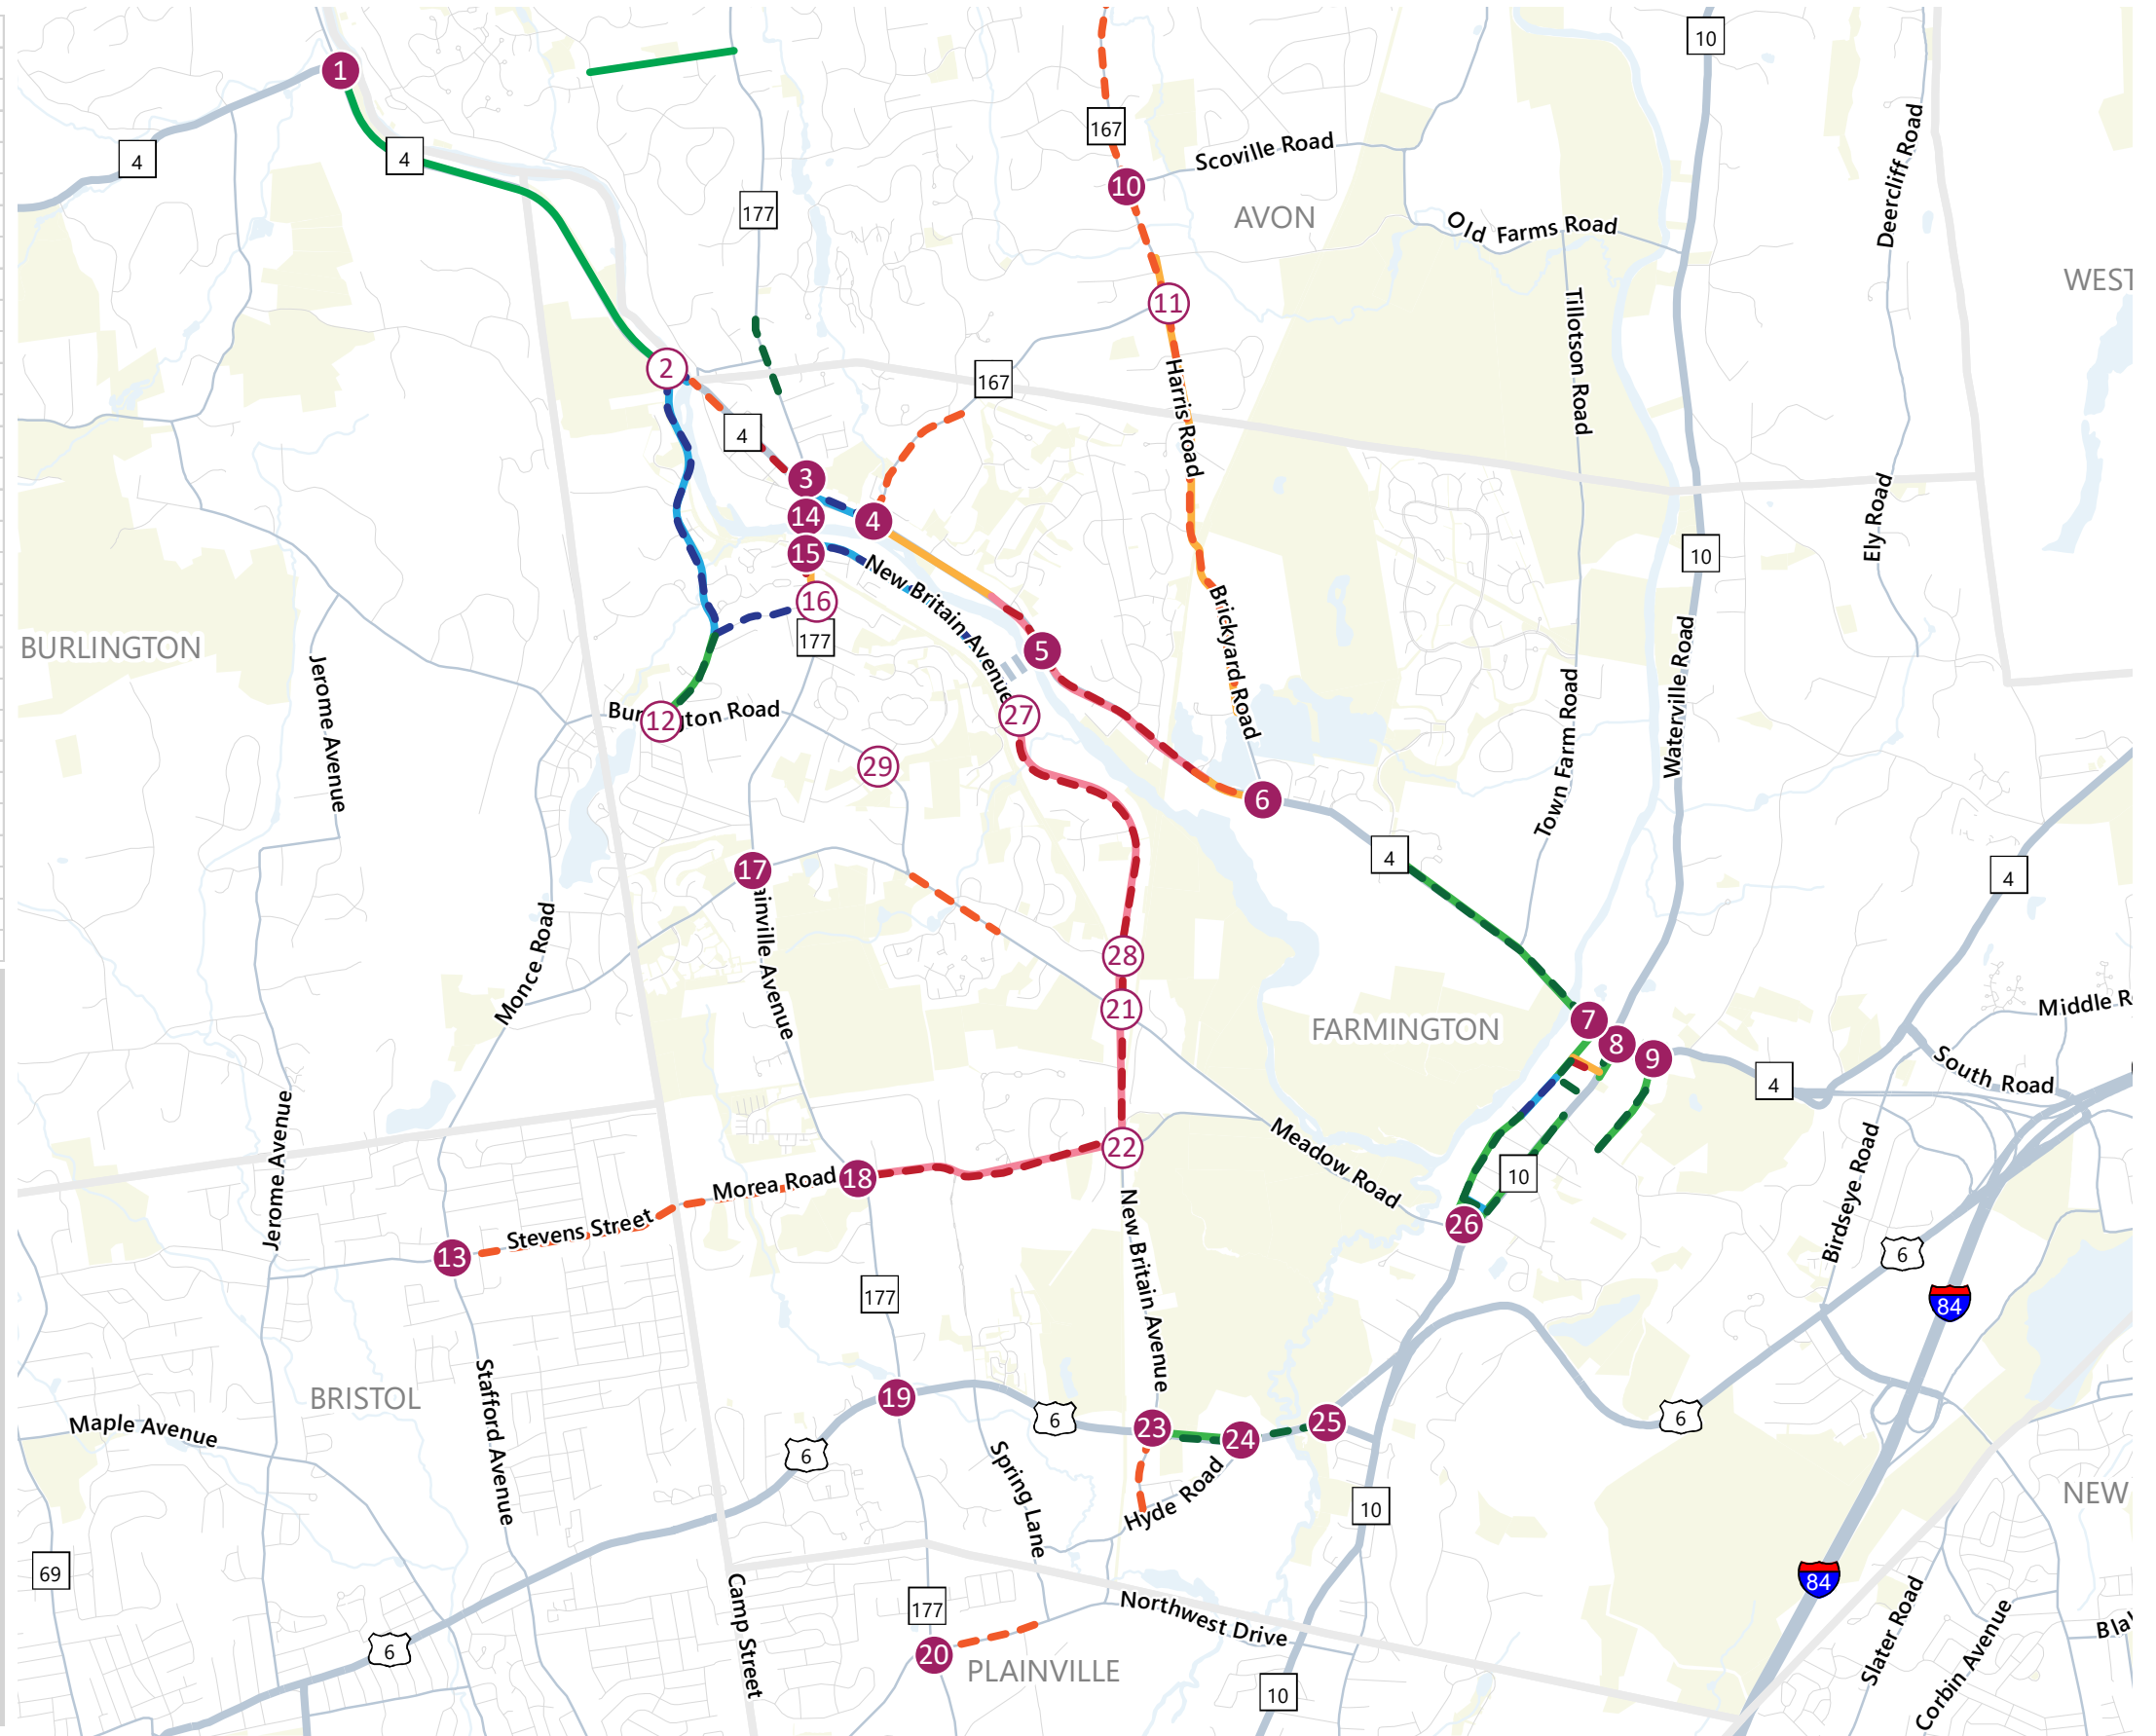 10
1
4
4
167
Scoville Road
10
177
AVON
Old Farms Road
Deercliff Road
WEST
11
Tillotson Road
2
167
Harris Road
4
3
14
4
15
New Britain Avenue
10
Ely Road
16
177
Brickyard Road
BURLINGTON
5
Jerome Avenue
Waterville Road
Town Farm Road
12
27
29
6
4
17
4
Monce Road
28
21
Middle R
7
8
9
FARMINGTON
South Road
4
Jerome Avenue
22
Meadow Road
Birdseye Road
18
Morea Road
10
Stevens Street
26
13
6
84
177
New Britain Avenue
BRISTOL
Stafford Avenue
19
Maple Avenue
6
23
24
25
6
6
Spring Lane
Hyde Road
10
NEW
69
Camp Street
177
Northwest Drive
84
Slater Road
Corbin Avenue
6
20
PLAINVILLE
10